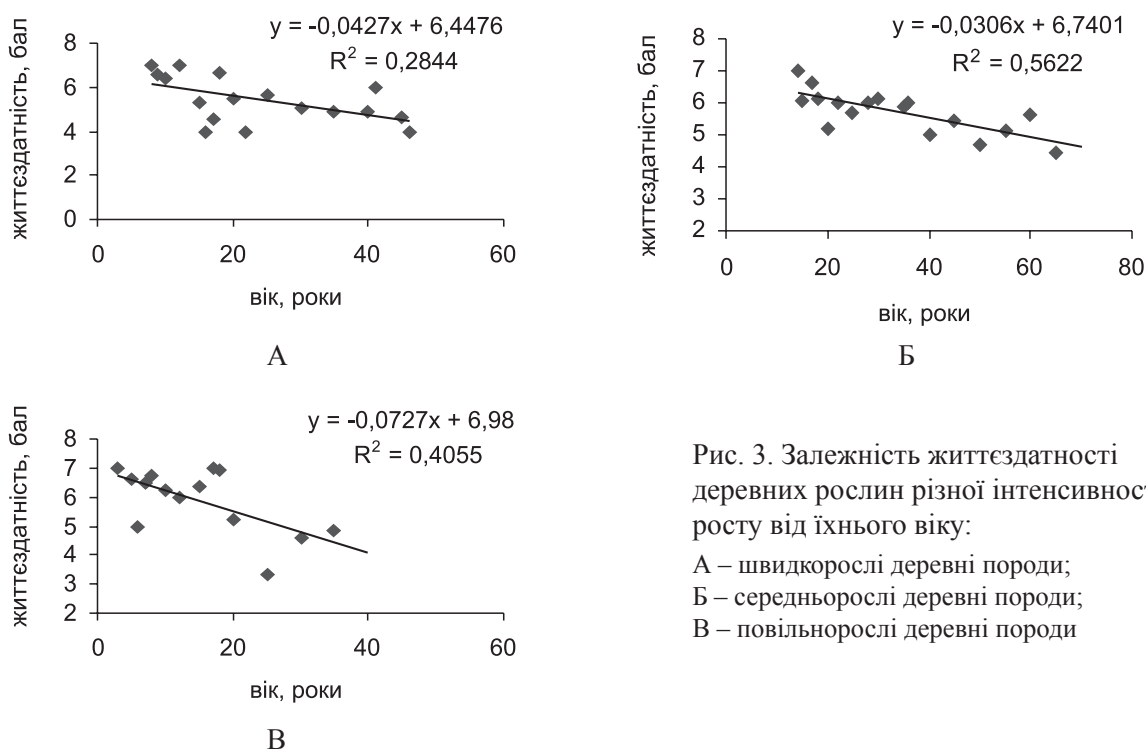 y = -0,0427x + 6,4476
R² = 0,2844
життєздатність, бал
8
6
4
2
0
0 20 40 60
вік, роки
А
y = -0,0306x + 6,7401
R² = 0,5622
життєздатність, бал
8
7
6
5
4
3
2
0 20 40 60 80
вік, роки
Б
y = -0,0727x + 6,98
R² = 0,4055
життєздатність, бал
8
7
6
5
4
3
2
0 20 40 60
вік, роки
В
Рис. 3. Залежність життєздатності
деревних рослин різної інтенсивнос
росту від їхнього віку:
А – швидкорослі деревні породи;
Б – середньорослі деревні породи;
В – повільнорослі деревні породи